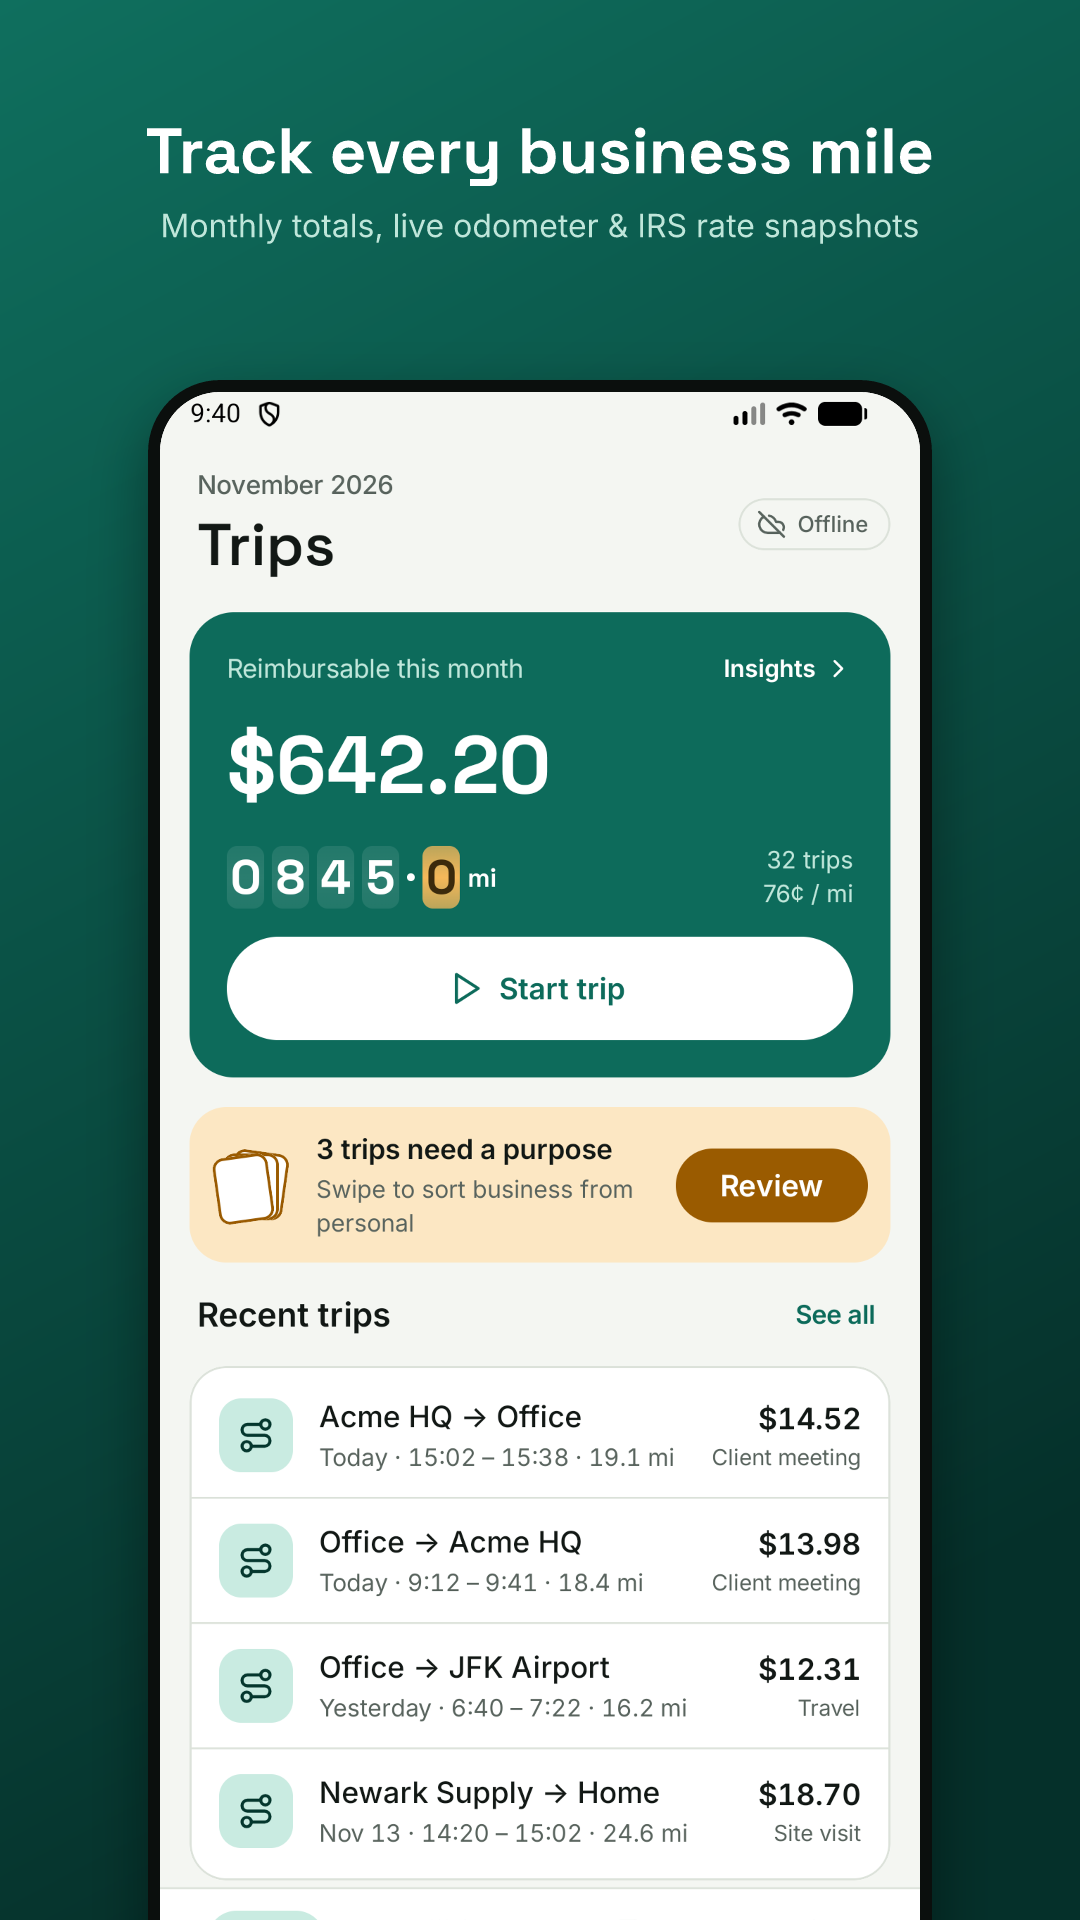 Track every business mile
Monthly totals, live odometer & IRS rate snapshots
9:40
November 2026
Trips
Offline
Reimbursable this month
Insights
$642.20
0845·0 mi
32 trips
76¢ / mi
Start trip
3 trips need a purpose
Swipe to sort business from
personal
Review
Recent trips
See all
Acme HQ → Office
$14.52
Today · 15:02 – 15:38 · 19.1 mi
Client meeting
Office → Acme HQ
$13.98
Today · 9:12 – 9:41 · 18.4 mi
Client meeting
Office → JFK Airport
$12.31
Yesterday · 6:40 – 7:22 · 16.2 mi
Travel
Newark Supply → Home
$18.70
Nov 13 · 14:20 – 15:02 · 24.6 mi
Site visit